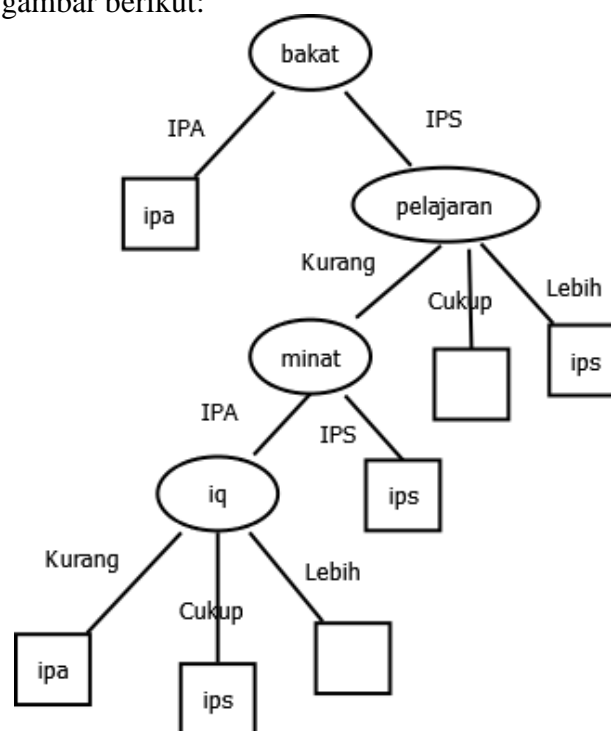 gambar berikut:
bakat
IPA
IPS
ipa
pelajaran
Kurang
Cukup
Lebih
minat
ips
IPA
IPS
iq
ips
Kurang
Cukup
Lebih
ipa
ips